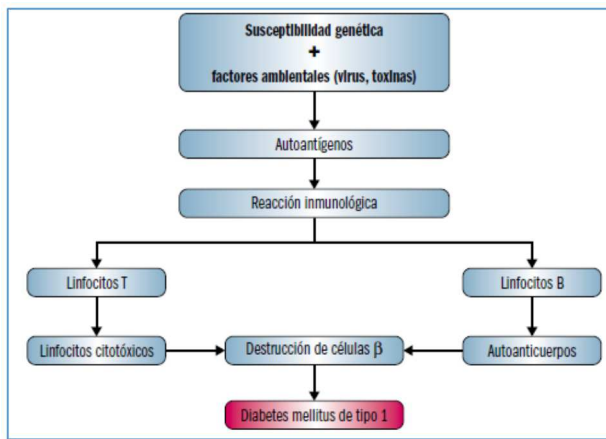 Susceptibilidad genética
+
factores ambientales (virus, toxinas)
Autoantígenos
Reacción inmunológica
Linfocitos T
Linfocitos B
Linfocitos citotóxicos
Destrucción de células β
Autoanticuerpos
Diabetes mellitus de tipo 1